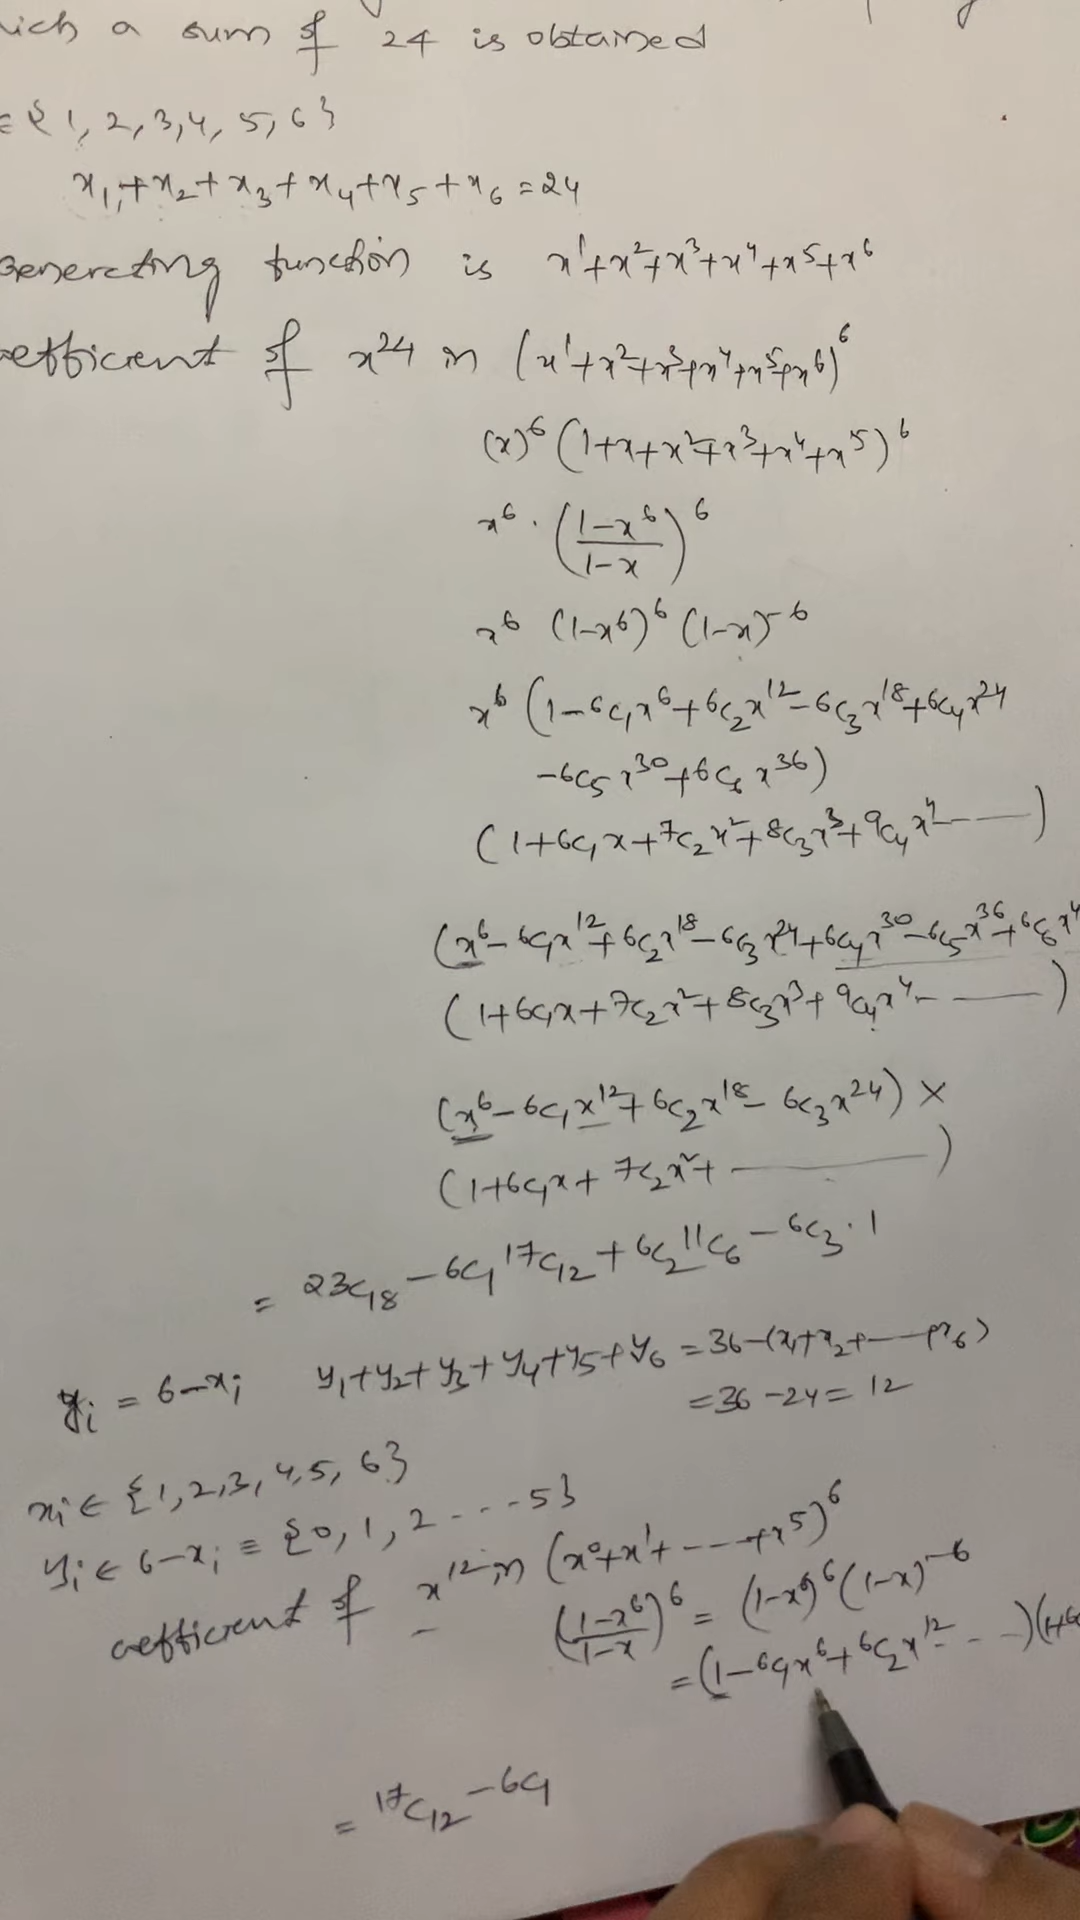 a sum of 24 is obtained
{1, 2, 3, 4, 5, 6}
x₁+x₂+x₃+x₄+x₅+x₆ = 24
Generating function is x¹+x²+x³+x⁴+x⁵+x⁶
x²⁴ in (x¹+x²+x³+x⁴+x⁵+x⁶)⁶
(x)⁶ (1+x+x²+x³+x⁴+x⁵)⁶
x⁶ · ((1-x⁶)/(1-x))⁶
x⁶ (1-x⁶)⁶ (1-x)⁻⁶
x⁶ (1-6C₁x⁶+6C₂x¹²-6C₃x¹⁸+6C₄x²⁴
-6C₅x³⁰+6C₆x³⁶)
(1+6C₁x+7C₂x²+8C₃x³+9C₄x⁴-----)
(x⁶-6C₁x¹²+6C₂x¹⁸-6C₃x²⁴+6C₄x³⁰-6C₅x³⁶+6C₆x⁴
(1+6C₁x+7C₂x²+8C₃x³+9C₄x⁴-----)
(x⁶-6C₁x¹²+6C₂x¹⁸-6C₃x²⁴) ×
(1+6C₁x+7C₂x²+-----)
= 23C₁₈-6C₁ 17C₁₂+6C₂ 11C₆-6C₃·1
yᵢ = 6-xᵢ y₁+y₂+y₃+y₄+y₅+y₆ = 36-(x₁+x₂+----+x₆)
= 36-24 = 12
xᵢ ∈ {1, 2, 3, 4, 5, 6}
yᵢ ∈ 6-xᵢ ≡ {0, 1, 2 ---- 5}
coefficient of x¹² in (x⁰+x¹+----+x⁵)⁶
((1-x⁶)/(1-x))⁶ = (1-x⁶)⁶(1-x)⁻⁶
= (1-6C₁x⁶+6C₂x¹²---)(1+6
= 17C₁₂-6C₁